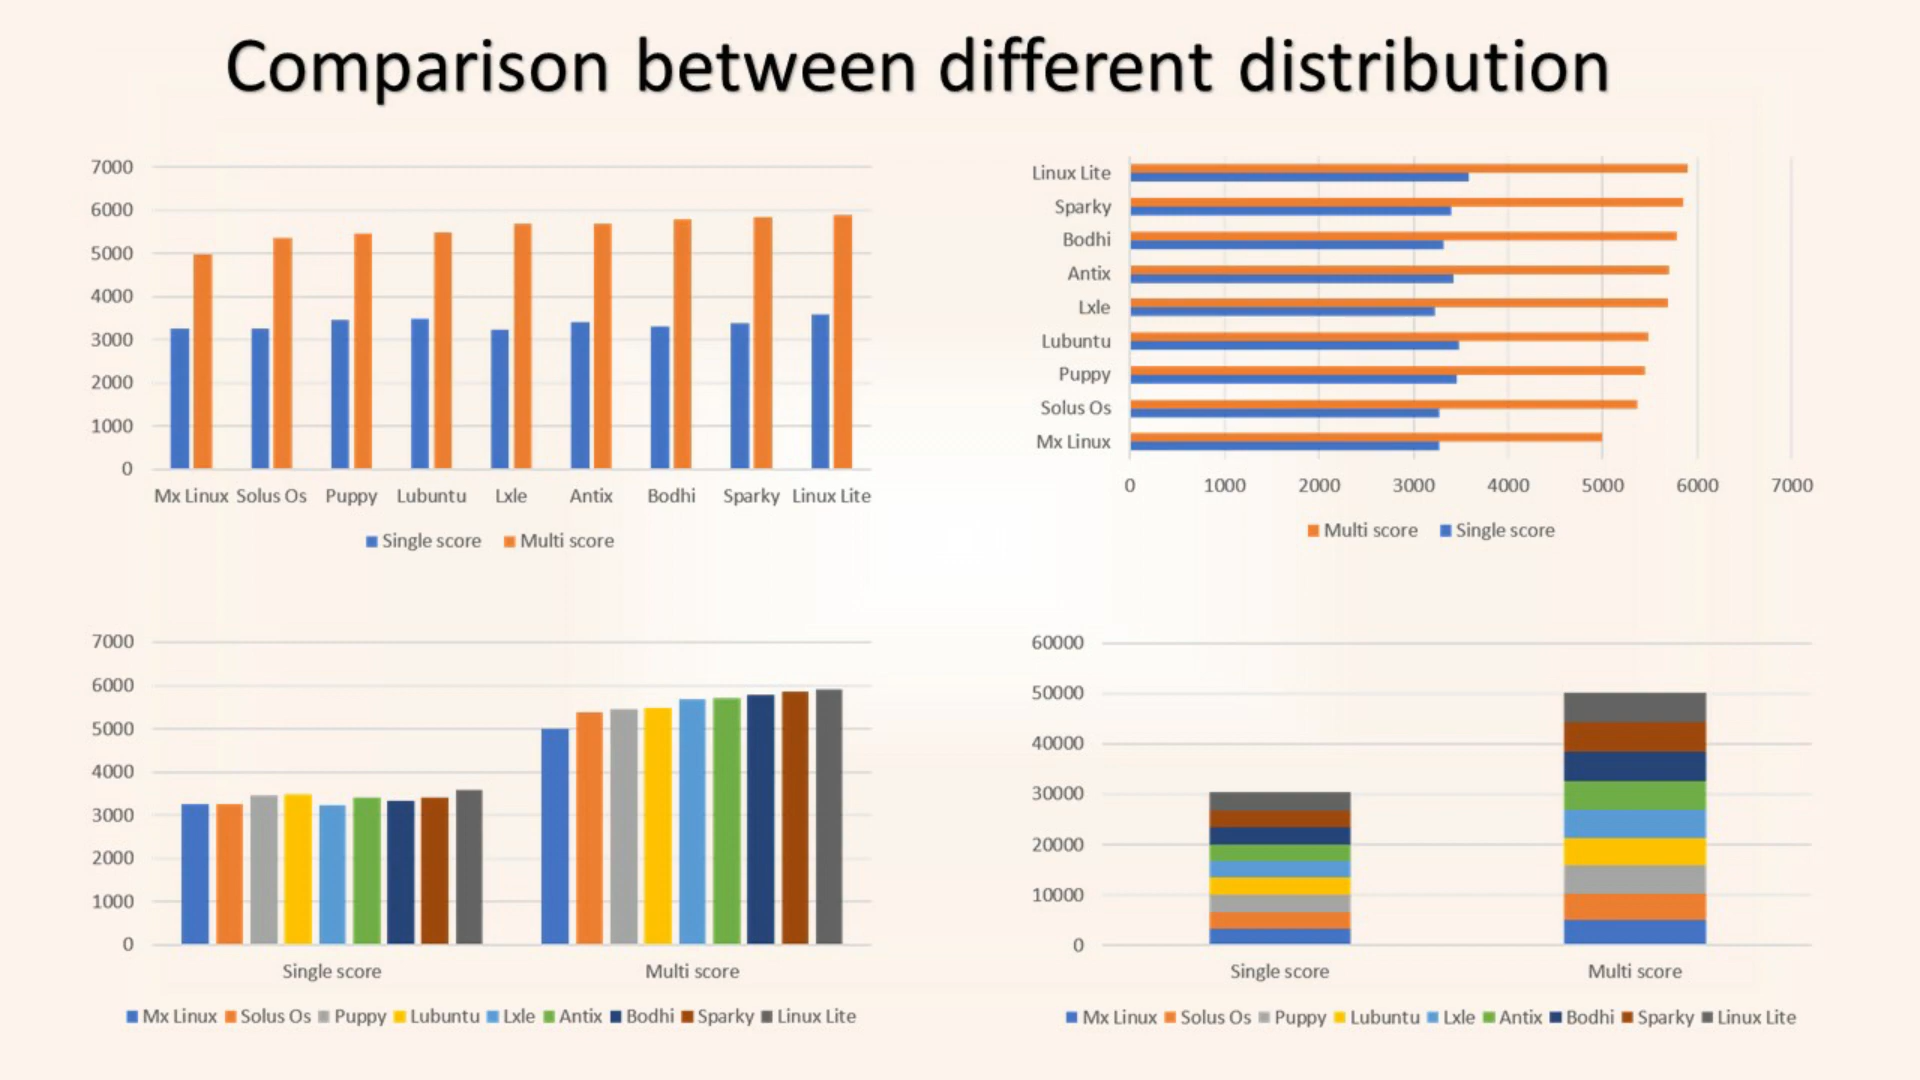 Comparison between different distribution
7000
6000
5000
4000
3000
2000
1000
0
Mx Linux Solus Os Puppy Lubuntu Lxle Antix Bodhi Sparky Linux Lite
Single score Multi score
Linux Lite
Sparky
Bodhi
Antix
Lxle
Lubuntu
Puppy
Solus Os
Mx Linux
0 1000 2000 3000 4000 5000 6000 7000
Multi score Single score
7000
6000
5000
4000
3000
2000
1000
0
Single score Multi score
Mx Linux Solus Os Puppy Lubuntu Lxle Antix Bodhi Sparky Linux Lite
60000
50000
40000
30000
20000
10000
0
Single score Multi score
Mx Linux Solus Os Puppy Lubuntu Lxle Antix Bodhi Sparky Linux Lite